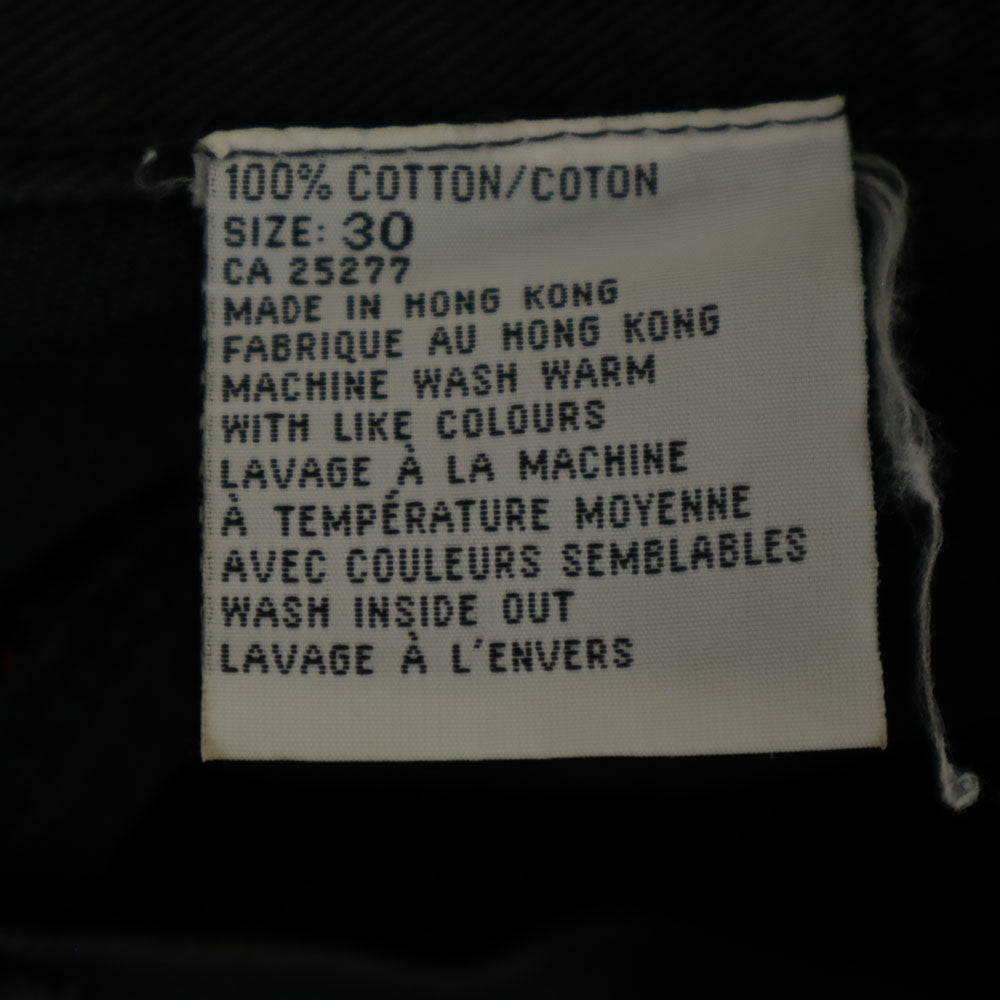 100% COTTON/COTON
SIZE: 30
CA 25277
MADE IN HONG KONG
FABRIQUE AU HONG KONG
MACHINE WASH WARM
WITH LIKE COLOURS
LAVAGE À LA MACHINE
À TEMPÉRATURE MOYENNE
AVEC COULEURS SEMBLABLES
WASH INSIDE OUT
LAVAGE À L'ENVERS